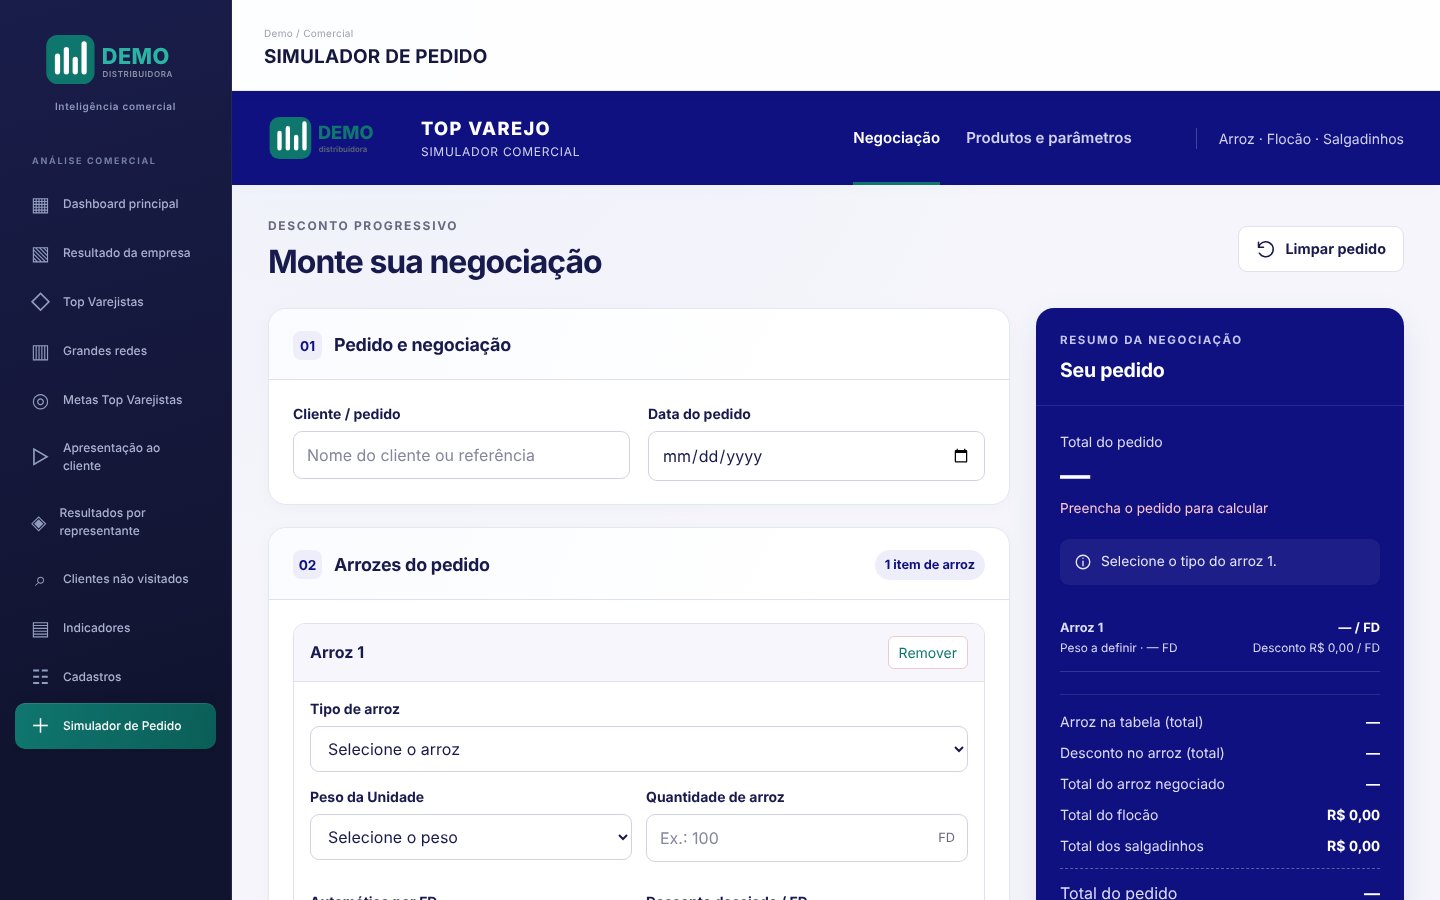 DEMO
DISTRIBUIDORA
Inteligência comercial
ANÁLISE COMERCIAL
Dashboard principal
Resultado da empresa
Top Varejistas
Grandes redes
Metas Top Varejistas
Apresentação ao
cliente
Resultados por
representante
Clientes não visitados
Indicadores
Cadastros
Simulador de Pedido
Demo / Comercial
SIMULADOR DE PEDIDO
DEMO
distribuidora
TOP VAREJO
SIMULADOR COMERCIAL
Negociação
Produtos e parâmetros
Arroz · Flocão · Salgadinhos
DESCONTO PROGRESSIVO
Monte sua negociação
Limpar pedido
01 Pedido e negociação
Cliente / pedido
Nome do cliente ou referência
Data do pedido
mm/dd/yyyy
02 Arrozes do pedido
1 item de arroz
Arroz 1
Remover
Tipo de arroz
Selecione o arroz
Peso da Unidade
Selecione o peso
Quantidade de arroz
Ex.: 100 FD
Automático por FD
Desconto desejado / FD
RESUMO DA NEGOCIAÇÃO
Seu pedido
Total do pedido
—
Preencha o pedido para calcular
Selecione o tipo do arroz 1.
Arroz 1 — / FD
Peso a definir · — FD Desconto R$ 0,00 / FD
Arroz na tabela (total) —
Desconto no arroz (total) —
Total do arroz negociado —
Total do flocão R$ 0,00
Total dos salgadinhos R$ 0,00
Total do pedido —